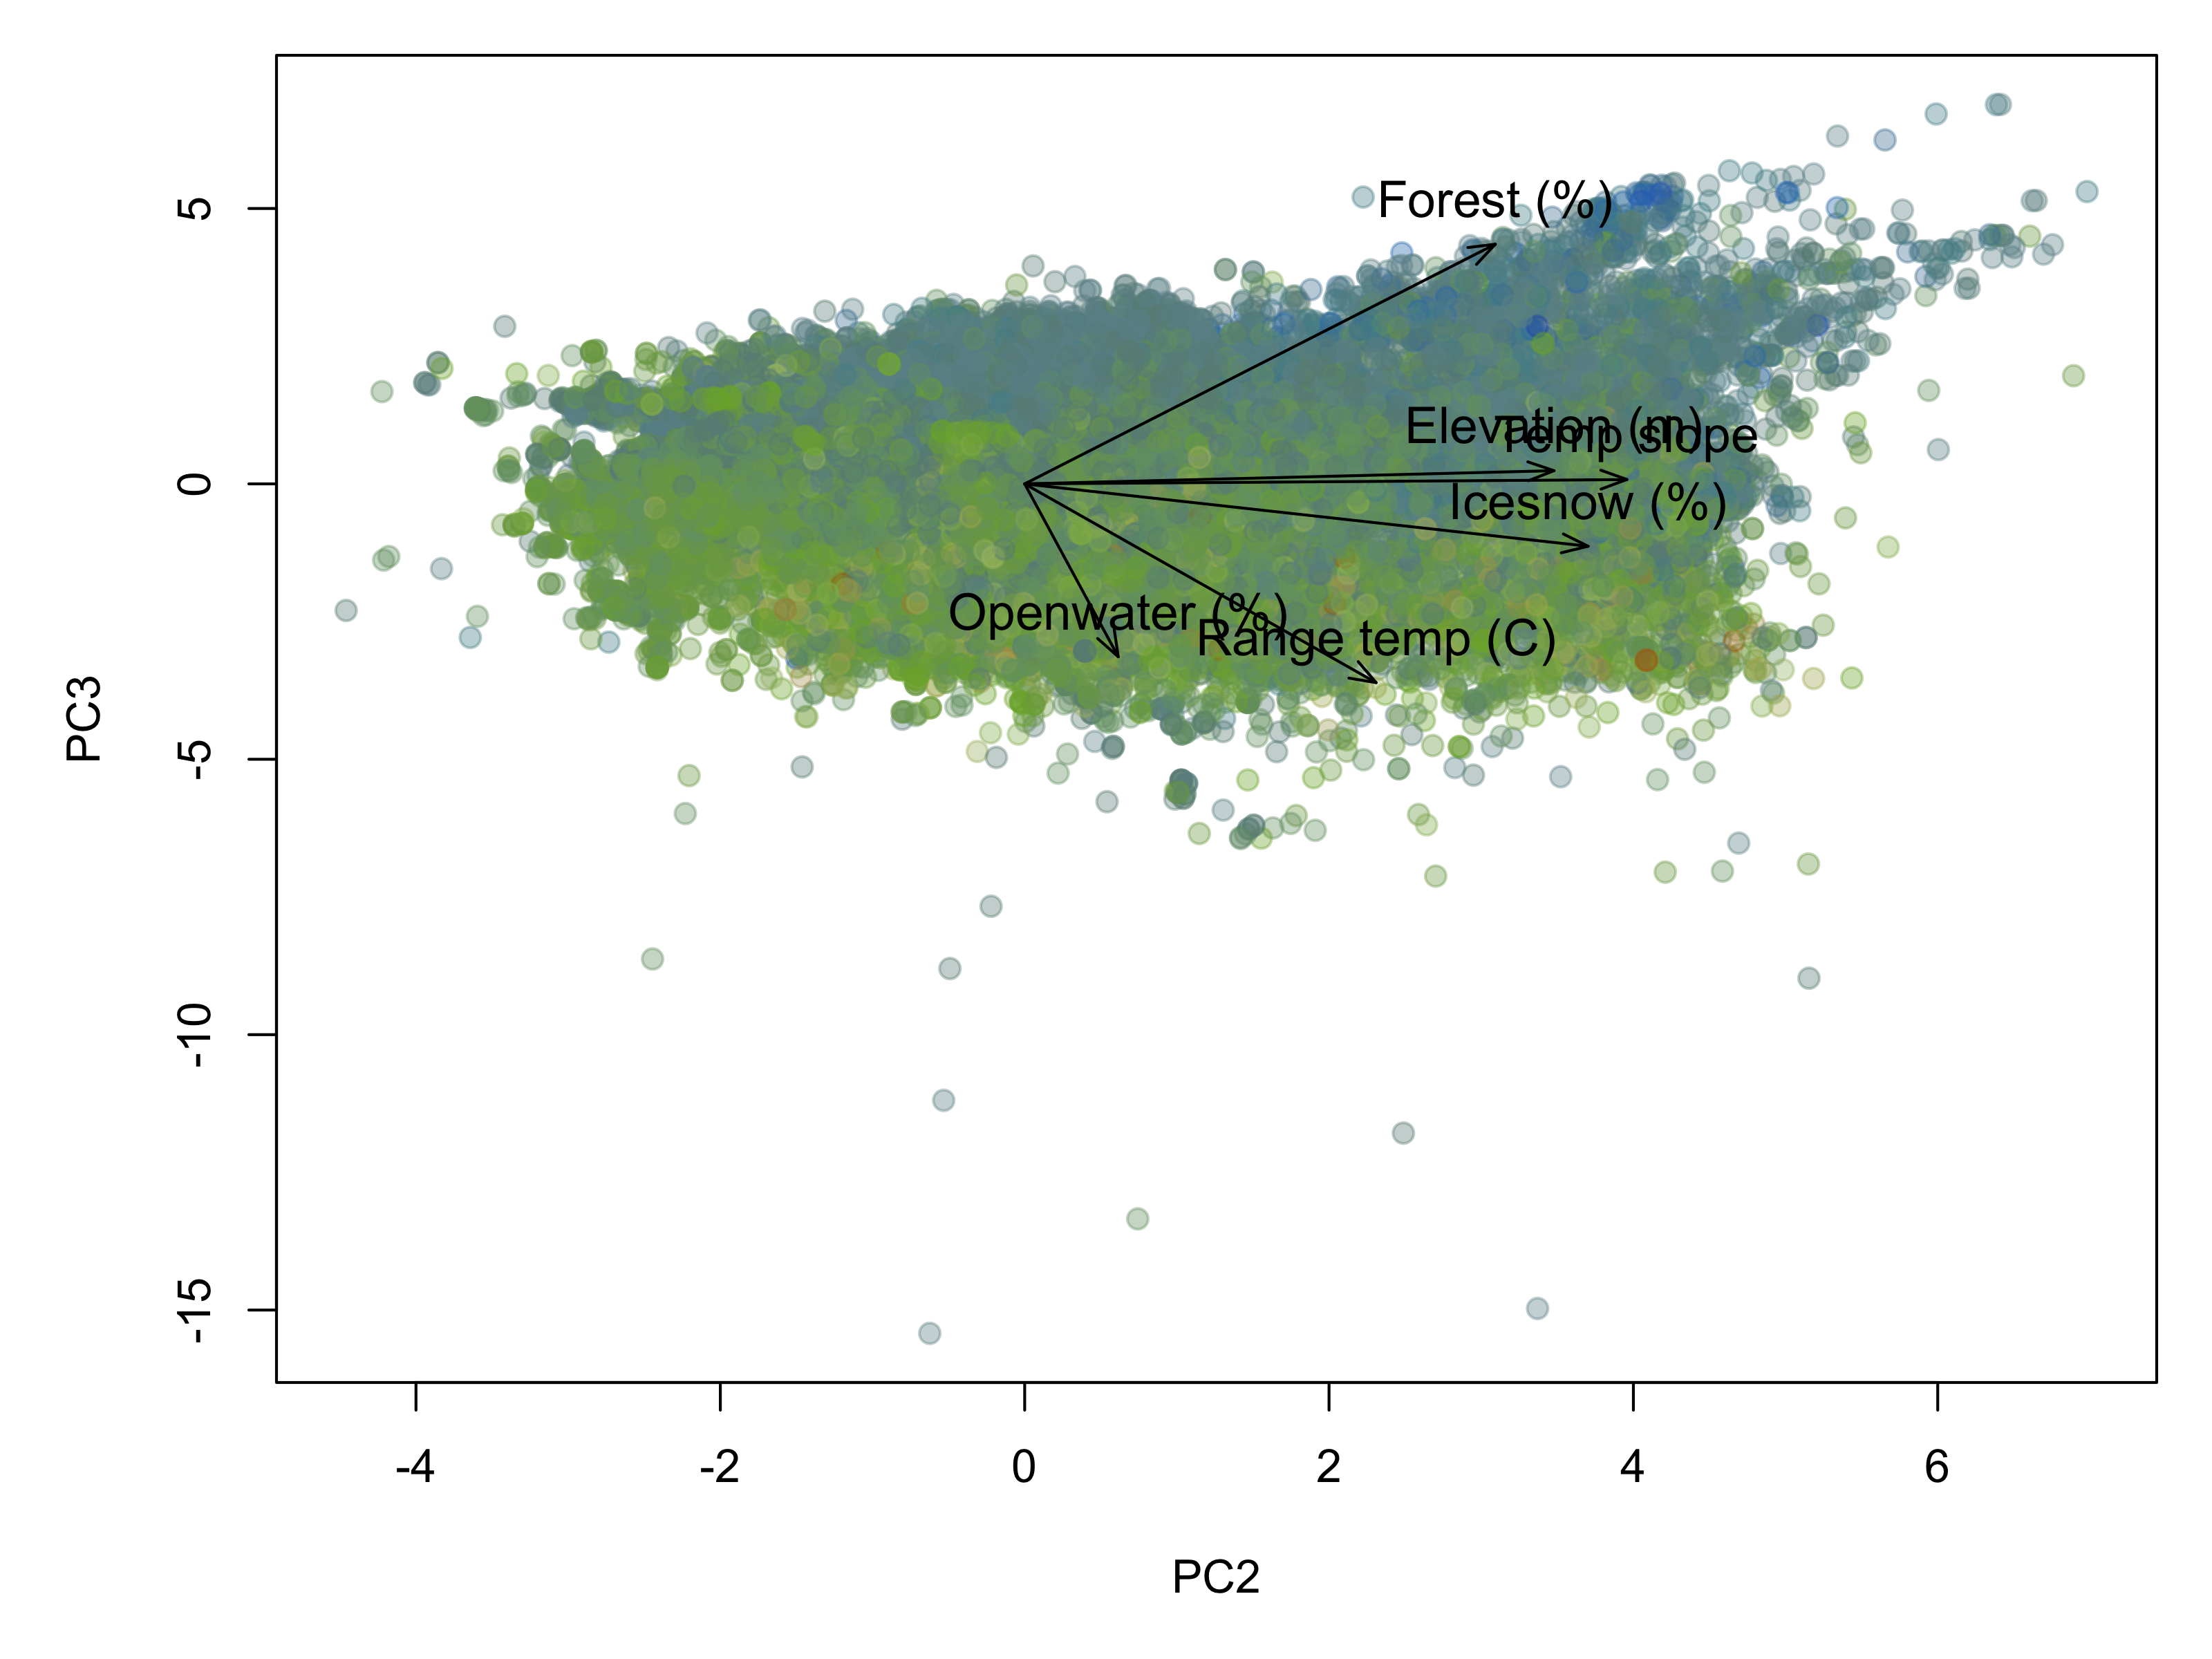 Forest (%)
Elevation (m)
Temp slope
Icesnow (%)
Openwater (%)
Range temp (C)
5
0
-5
-10
-15
PC3
-4
-2
0
2
4
6
PC2